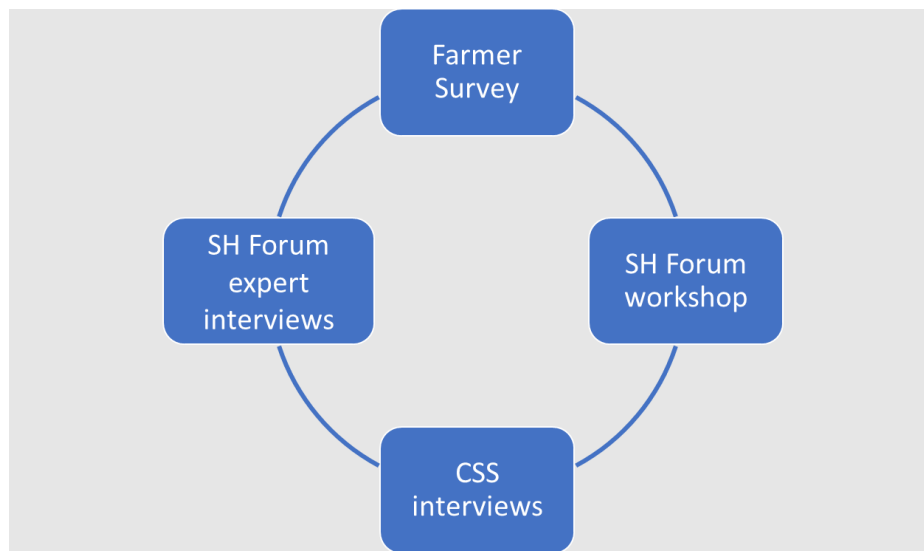 Farmer
Survey
SH Forum
expert
interviews
SH Forum
workshop
CSS
interviews